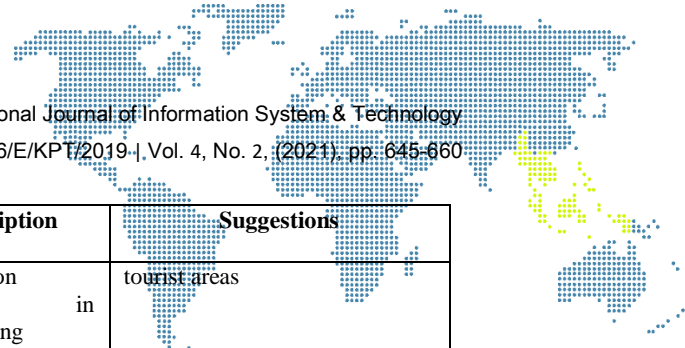 onal Journal of Information System & Technology
6/E/KPT/2019 | Vol. 4, No. 2, (2021), pp. 645-660
iption Suggestions
on tourist areas
in
ng